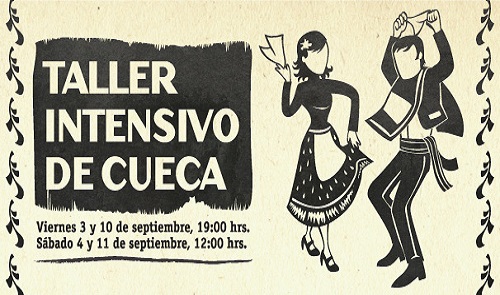 TALLER
INTENSIVO
DE CUECA
Viernes 3 y 10 de septiembre, 19:00 hrs.
Sábado 4 y 11 de septiembre, 12:00 hrs.